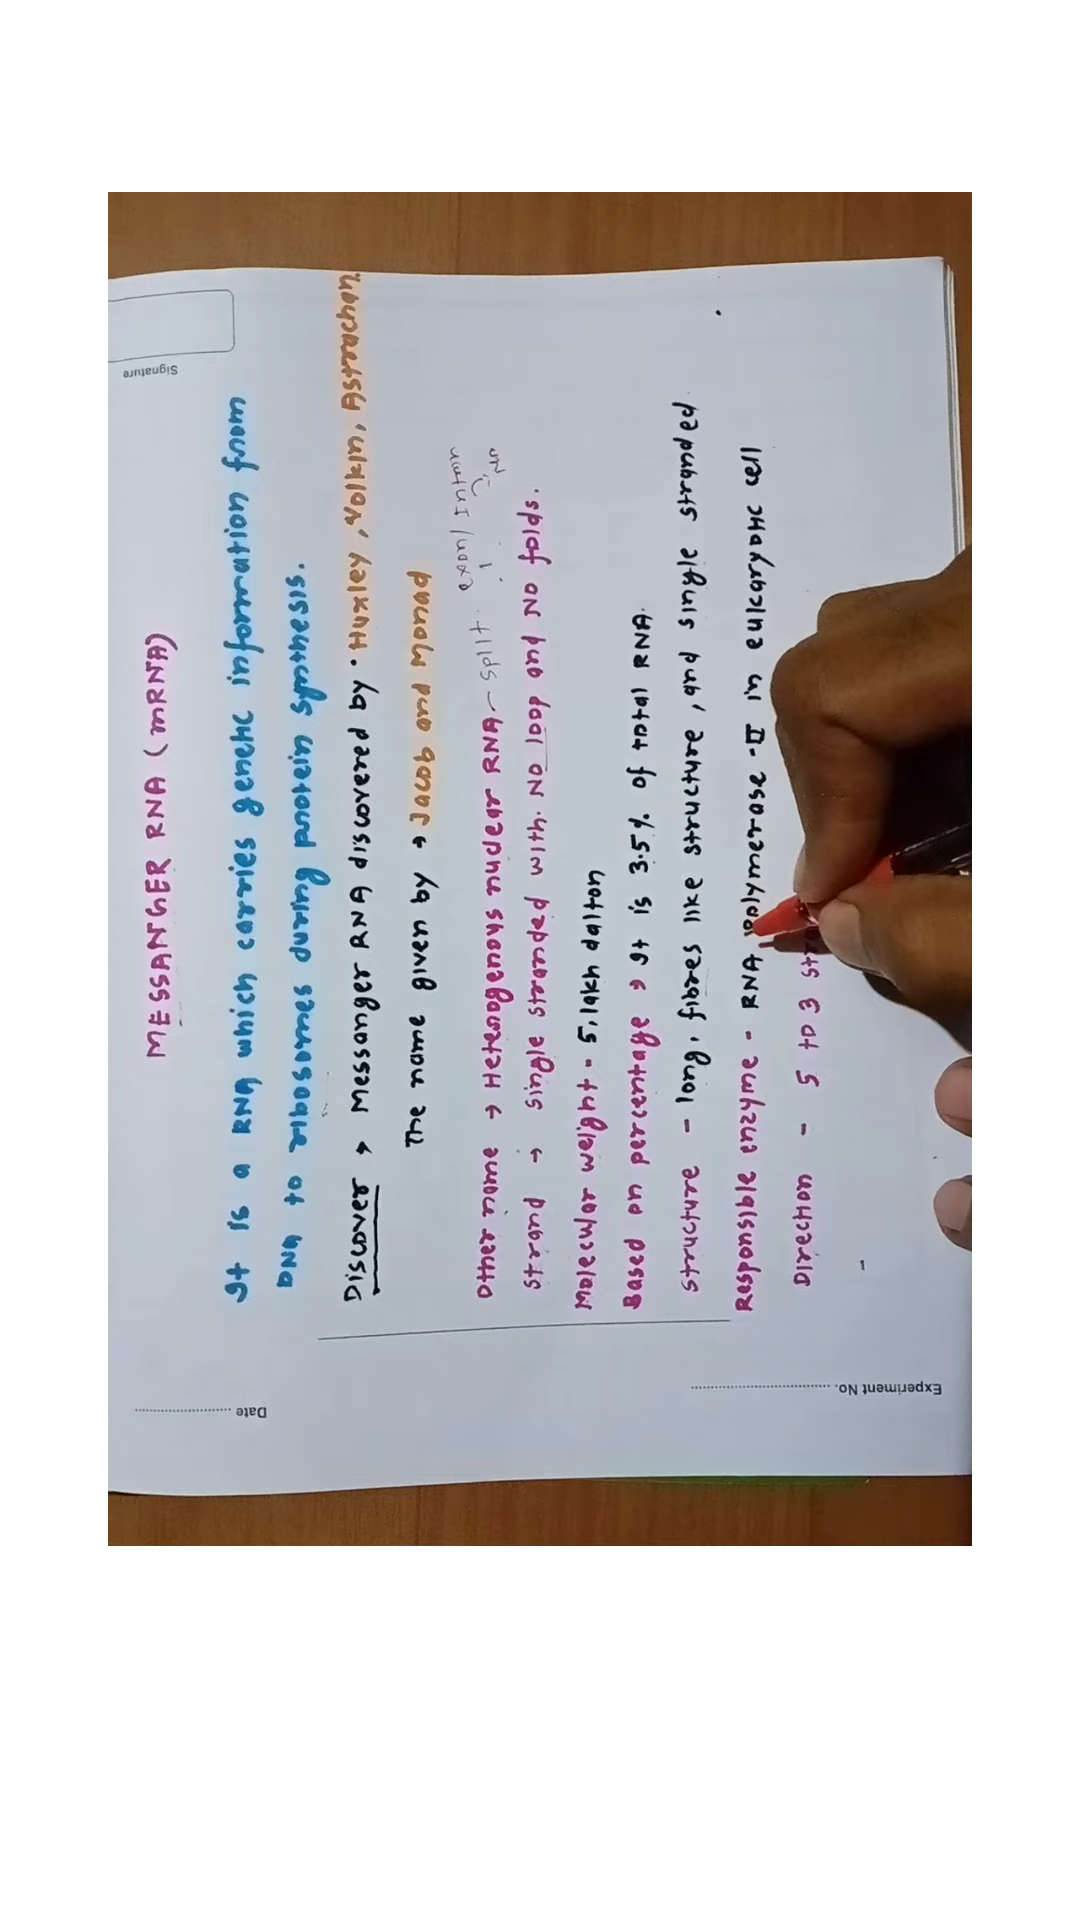 Signature
Date
MESSANGER RNA (mRNA)
It is a RNA which carries genetic information from
DNA to ribosomes during protein synthesis.
Discover → Messanger RNA discovered by. Huxley, Volkin, Astrachan.
The name given by → Jacob and Monad
exon/Intron
Other name → Heterogenous nuclear RNA - split.
Strand → single stranded with. No loop and No folds.
Molecular weight = 5, lakh dalton
Based on percentage → It is 3.5% of total RNA.
Structure - long, fibres like structure, and single stranded.
Responsible enzyme - RNA polymerase - II in eukaryotic cell
Direction - 5 to 3
Experiment No.